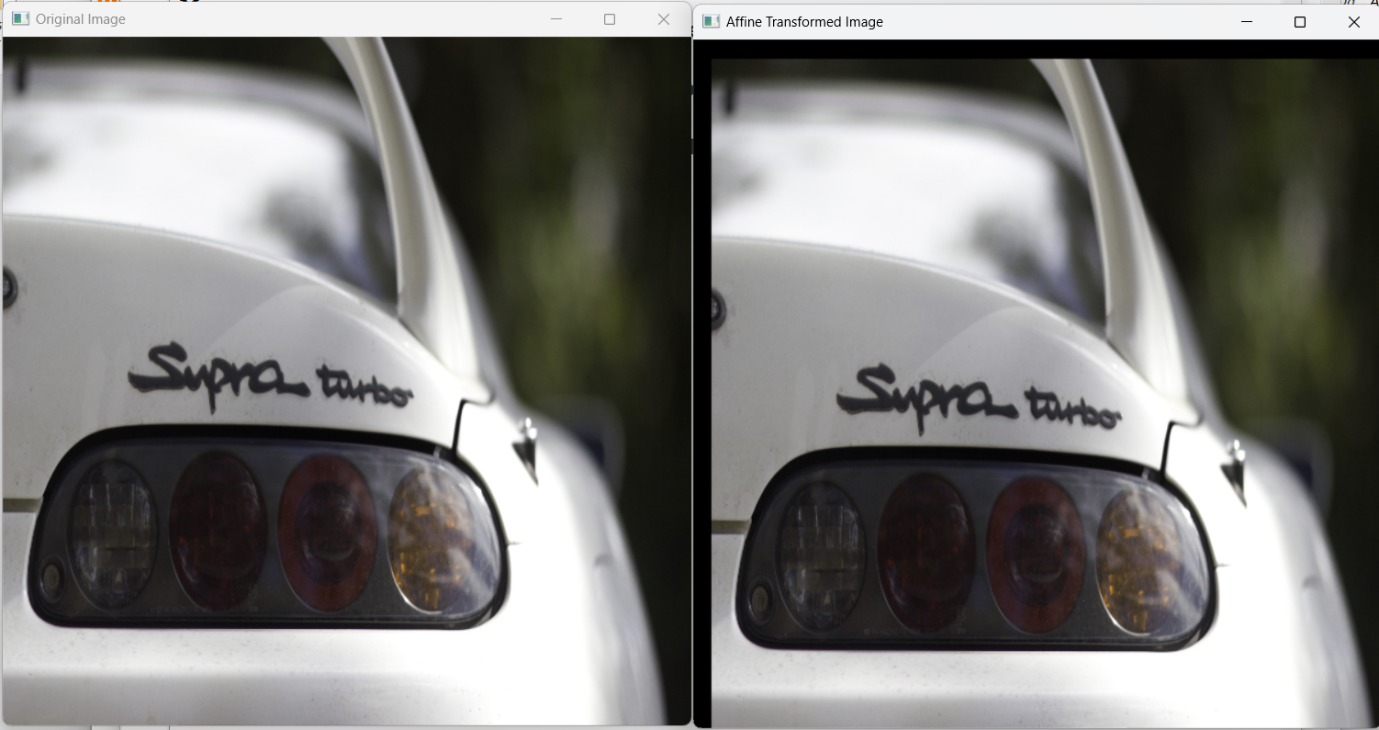 Original Image
Affine Transformed Image
Supra turbo
Supra turbo